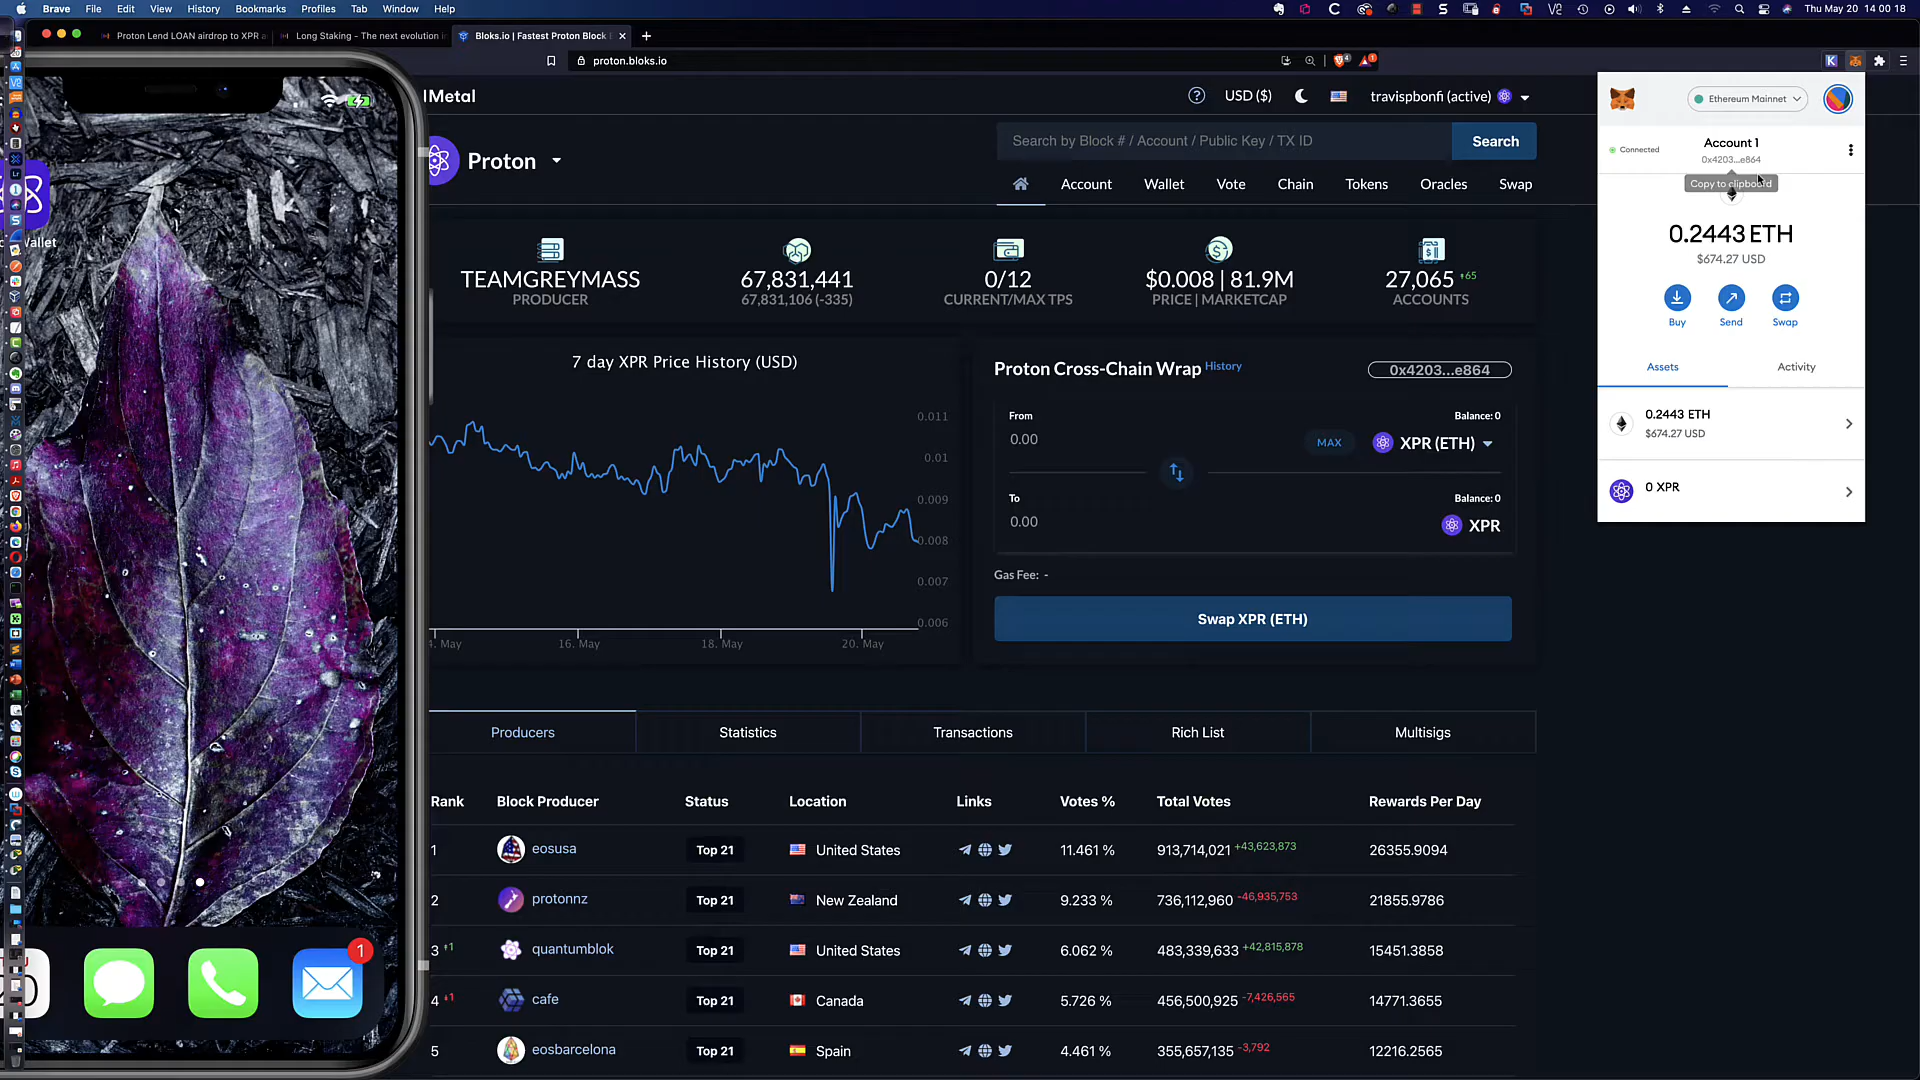 Brave File Edit View History Bookmarks Profiles Tab Window Help
Thu May 20 14 00 18
Proton Lend LOAN airdrop to XPR a
Long Staking - The next evolution in
Bloks.io | Fastest Proton Block
proton.bloks.io
Metal
USD ($)
travispbonfi (active)
Proton
Search by Block # / Account / Public Key / TX ID
Search
Account Wallet Vote Chain Tokens Oracles Swap
TEAMGREYMASS
PRODUCER
67,831,441
67,831,106 (-335)
0/12
CURRENT/MAX TPS
$0.008 | 81.9M
PRICE | MARKETCAP
27,065 +65
ACCOUNTS
7 day XPR Price History (USD)
0.011
0.01
0.009
0.008
0.007
0.006
. May
16. May
18. May
20. May
Proton Cross-Chain Wrap History
0x4203...e864
From
Balance: 0
0.00
MAX
XPR (ETH)
To
Balance: 0
0.00
XPR
Gas Fee: -
Swap XPR (ETH)
Ethereum Mainnet
Connected
Account 1
0x4203...e864
Copy to clipboard
0.2443 ETH
$674.27 USD
Buy Send Swap
Assets Activity
0.2443 ETH
$674.27 USD
0 XPR
Producers Statistics Transactions Rich List Multisigs
Rank Block Producer Status Location Links Votes % Total Votes Rewards Per Day
1 eosusa Top 21 United States 11.461 % 913,714,021 +43,623,873 26355.9094
2 protonnz Top 21 New Zealand 9.233 % 736,112,960 -46,935,753 21855.9786
3 ↑1 quantumblok Top 21 United States 6.062 % 483,339,633 +42,815,878 15451.3858
4 ↓1 cafe Top 21 Canada 5.726 % 456,500,925 -7,426,565 14771.3655
5 eosbarcelona Top 21 Spain 4.461 % 355,657,135 -3,792 12216.2565
1